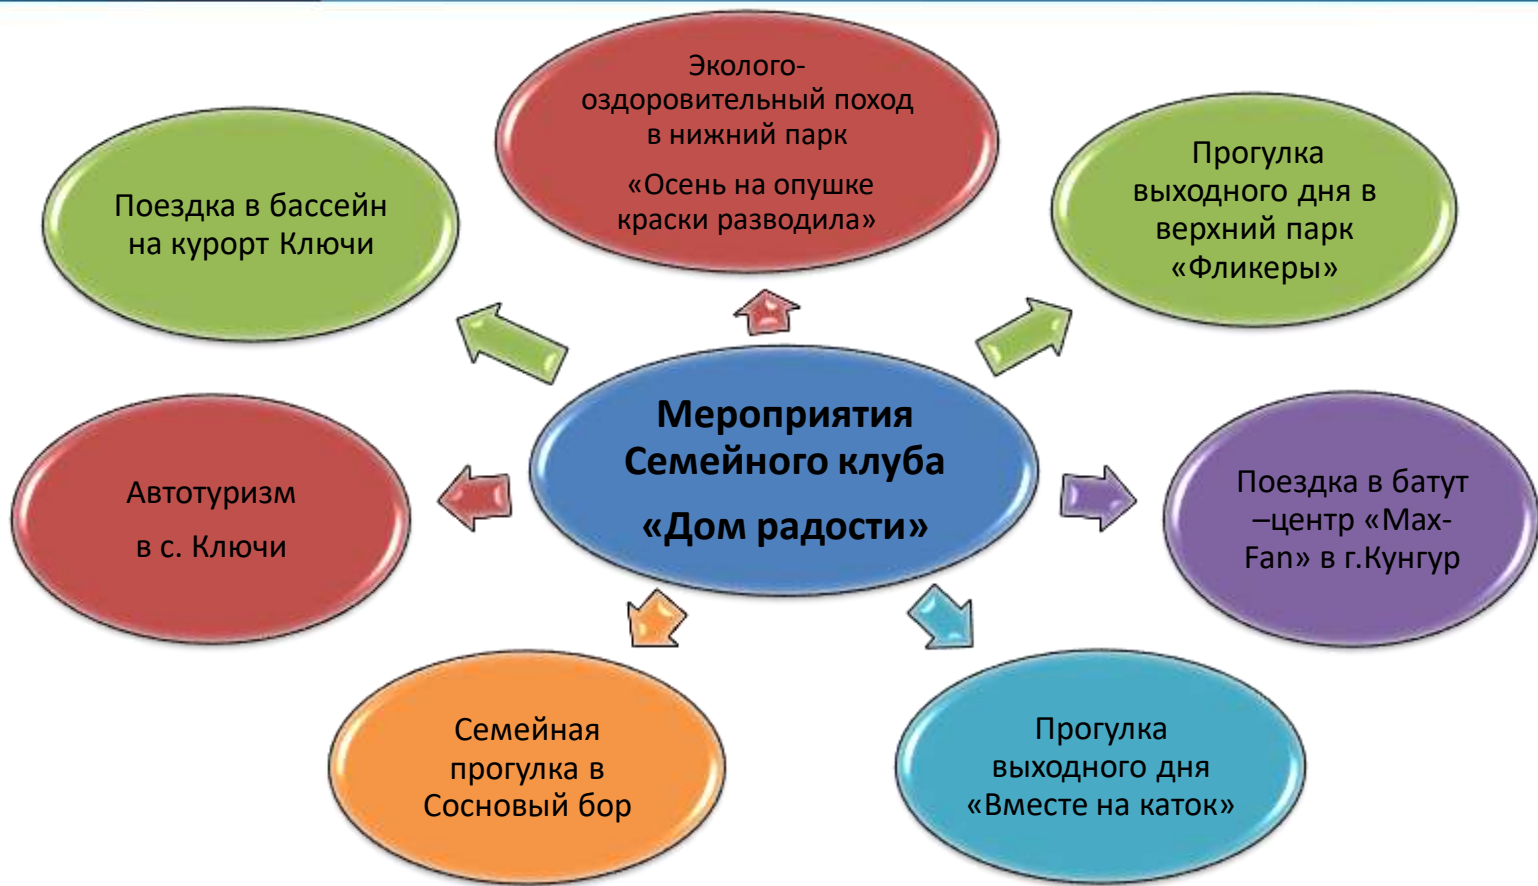 Эколого-
оздоровительный поход
в нижний парк
«Осень на опушке
краски разводила»
Прогулка
выходного дня в
верхний парк
«Фликеры»
Поездка в бассейн
на курорт Ключи
Мероприятия
Семейного клуба
«Дом радости»
Поездка в батут
–центр «Max-
Fan» в г.Кунгур
Автотуризм
в с. Ключи
Семейная
прогулка в
Сосновый бор
Прогулка
выходного дня
«Вместе на каток»